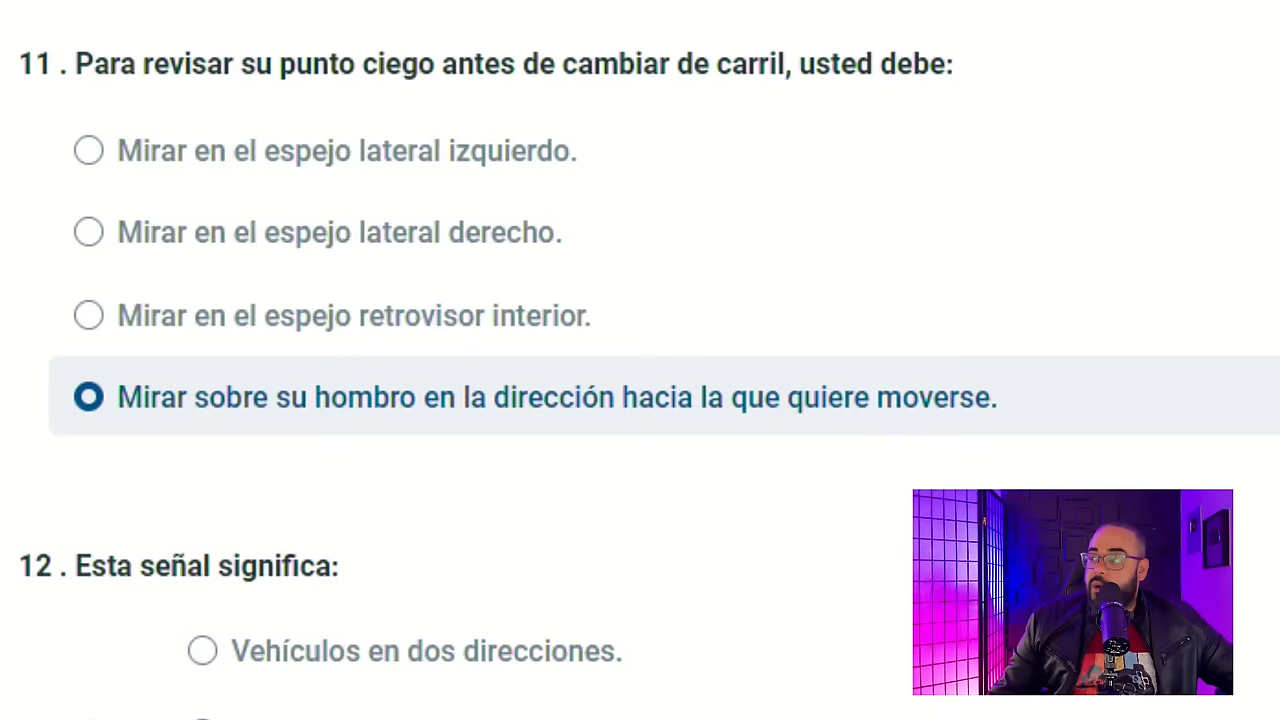 11 . Para revisar su punto ciego antes de cambiar de carril, usted debe:
Mirar en el espejo lateral izquierdo.
Mirar en el espejo lateral derecho.
Mirar en el espejo retrovisor interior.
Mirar sobre su hombro en la dirección hacia la que quiere moverse.
12 . Esta señal significa:
Vehículos en dos direcciones.